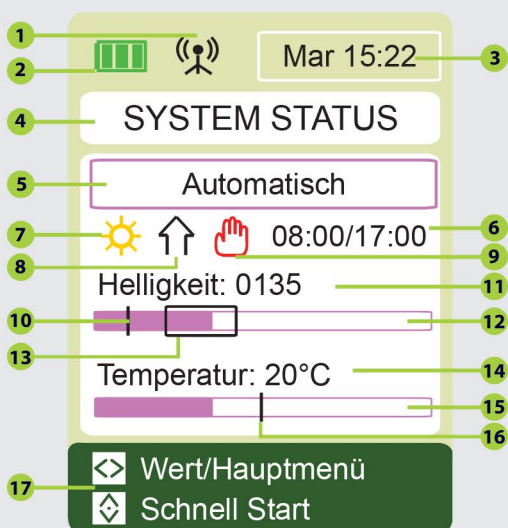 1
2
Mar 15:22
3
4
SYSTEM STATUS
5
Automatisch
6
7
08:00/17:00
8
9
Helligkeit: 0135
11
10
12
13
Temperatur: 20°C
14
15
16
17
Wert/Hauptmenü
Schnell Start